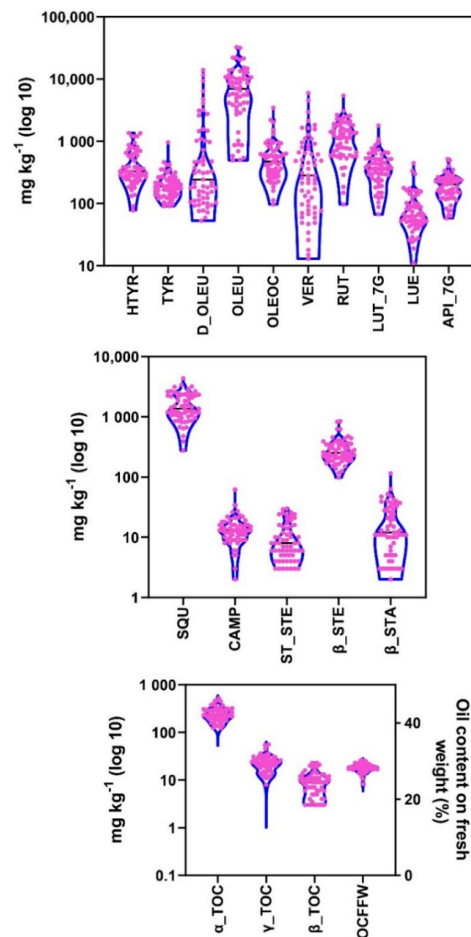 mg kg⁻¹ (log 10)
100,000
10,000
1 000
100
10
HTYR
TYR
D_OLEU
OLEU
OLEOC
VER
RUT
LUT_7G
LUE
API_7G
mg kg⁻¹ (log 10)
10,000
1 000
100
10
1
SQU
CAMP
ST_STE
β_STE
β_STA
mg kg⁻¹ (log 10)
1 000
100
10
1
0.1
α_TOC
γ_TOC
β_TOC
OCFFW
40
20
0
Oil content on fresh
weight (%)